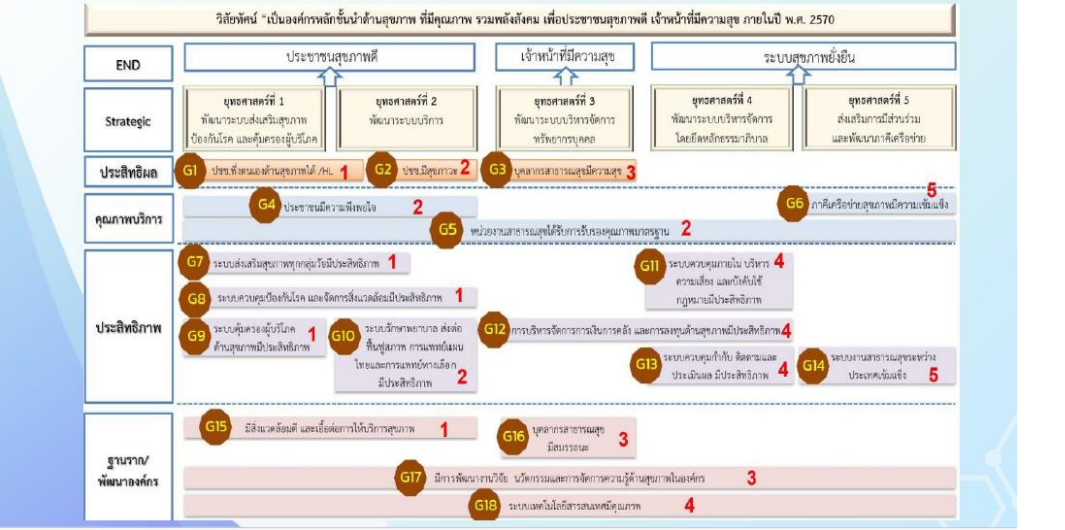 วิสัยทัศน์ "เป็นองค์กรหลักชั้นนำด้านสุขภาพ ที่มีคุณภาพ รวมพลังสังคม เพื่อประชาชนสุขภาพดี เจ้าหน้าที่มีความสุข ภายในปี พ.ศ. 2570
END
ประชาชนสุขภาพดี
เจ้าหน้าที่มีความสุข
ระบบสุขภาพยั่งยืน
Strategic
ยุทธศาสตร์ที่ 1
พัฒนาระบบส่งเสริมสุขภาพ
ป้องกันโรค และคุ้มครองผู้บริโภค
ยุทธศาสตร์ที่ 2
พัฒนาระบบบริการ
ยุทธศาสตร์ที่ 3
พัฒนาระบบบริหารจัดการ
ทรัพยากรบุคคล
ยุทธศาสตร์ที่ 4
พัฒนาระบบบริหารจัดการ
โดยยึดหลักธรรมาภิบาล
ยุทธศาสตร์ที่ 5
ส่งเสริมการมีส่วนร่วม
และพัฒนาภาคีเครือข่าย
ประสิทธิผล
G1 ปชช.พึ่งตนเองด้านสุขภาพได้ /HL 1
G2 ปชช.มีสุขภาวะ 2
G3 บุคลากรสาธารณสุขมีความสุข 3
คุณภาพบริการ
G4 ประชาชนมีความพึงพอใจ 2
G6 ภาคีเครือข่ายสุขภาพมีความเข้มแข็ง 5
G5 หน่วยงานสาธารณสุขได้รับการรับรองคุณภาพมาตรฐาน 2
ประสิทธิภาพ
G7 ระบบส่งเสริมสุขภาพทุกกลุ่มวัยมีประสิทธิภาพ 1
G11 ระบบควบคุมภายใน บริหาร 4
ความเสี่ยง และบังคับใช้
กฎหมายมีประสิทธิภาพ
G8 ระบบควบคุมป้องกันโรค และจัดการสิ่งแวดล้อมมีประสิทธิภาพ 1
G9 ระบบคุ้มครองผู้บริโภค
ด้านสุขภาพมีประสิทธิภาพ 1
G10 ระบบรักษาพยาบาล ส่งต่อ
ฟื้นฟูสภาพ การแพทย์แผน
ไทยและการแพทย์ทางเลือก
มีประสิทธิภาพ 2
G12 การบริหารจัดการการเงินการคลัง และการลงทุนด้านสุขภาพมีประสิทธิภาพ 4
G13 ระบบควบคุมกำกับ ติดตามและ
ประเมินผล มีประสิทธิภาพ 4
G14 ระบบงานสาธารณสุขระหว่าง
ประเทศเข้มแข็ง 5
ฐานราก/
พัฒนาองค์กร
G15 มีสิ่งแวดล้อมดี และเอื้อต่อการให้บริการสุขภาพ 1
G16 บุคลากรสาธารณสุข
มีสมรรถนะ 3
G17 มีการพัฒนางานวิจัย นวัตกรรมและการจัดการความรู้ด้านสุขภาพในองค์กร 3
G18 ระบบเทคโนโลยีสารสนเทศมีคุณภาพ 4